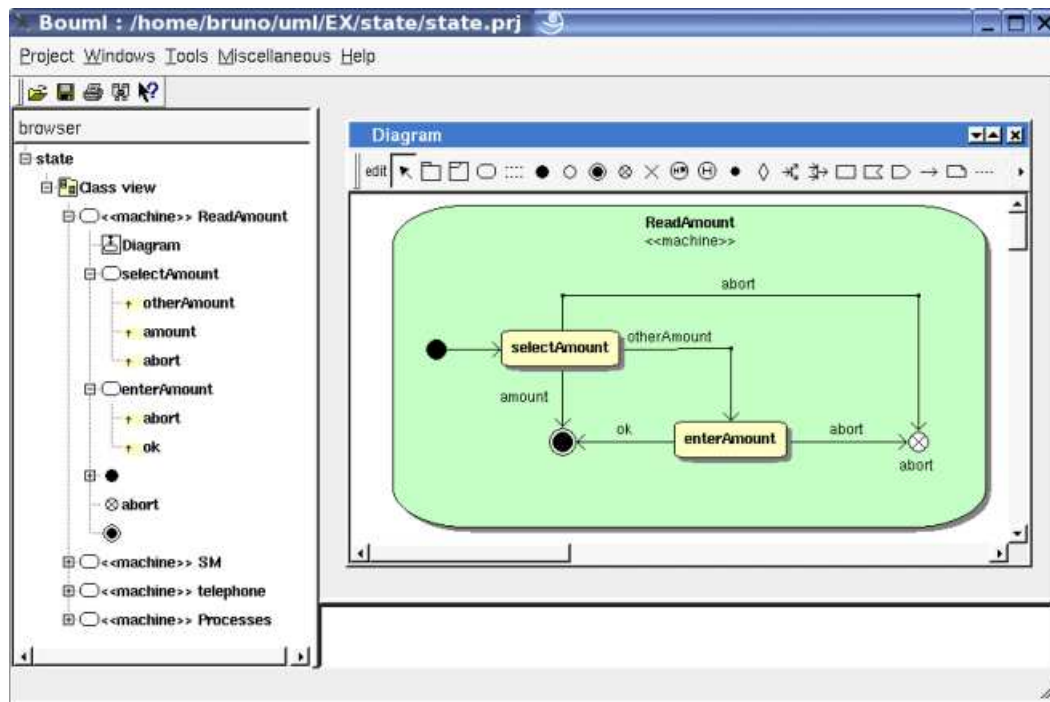 Bouml : /home/bruno/uml/EX/state/state.prj
Project Windows Tools Miscellaneous Help
browser
state
Class view
<<machine>> ReadAmount
Diagram
selectAmount
otherAmount
amount
abort
enterAmount
abort
ok
abort
<<machine>> SM
<<machine>> telephone
<<machine>> Processes
Diagram
edit
ReadAmount
<<machine>>
abort
selectAmount
otherAmount
amount
ok
enterAmount
abort
abort